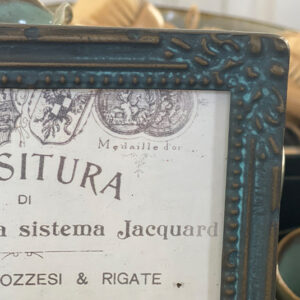 Medaille d'or
SITURA
DI
a sistema Jacquard
OZZESI & RIGATE